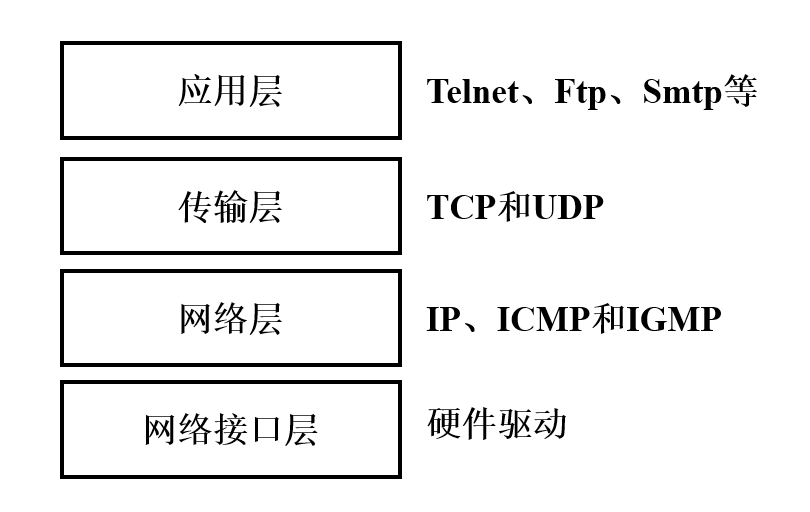 应用层 Telnet、Ftp、Smtp等
传输层 TCP和UDP
网络层 IP、ICMP和IGMP
网络接口层 硬件驱动